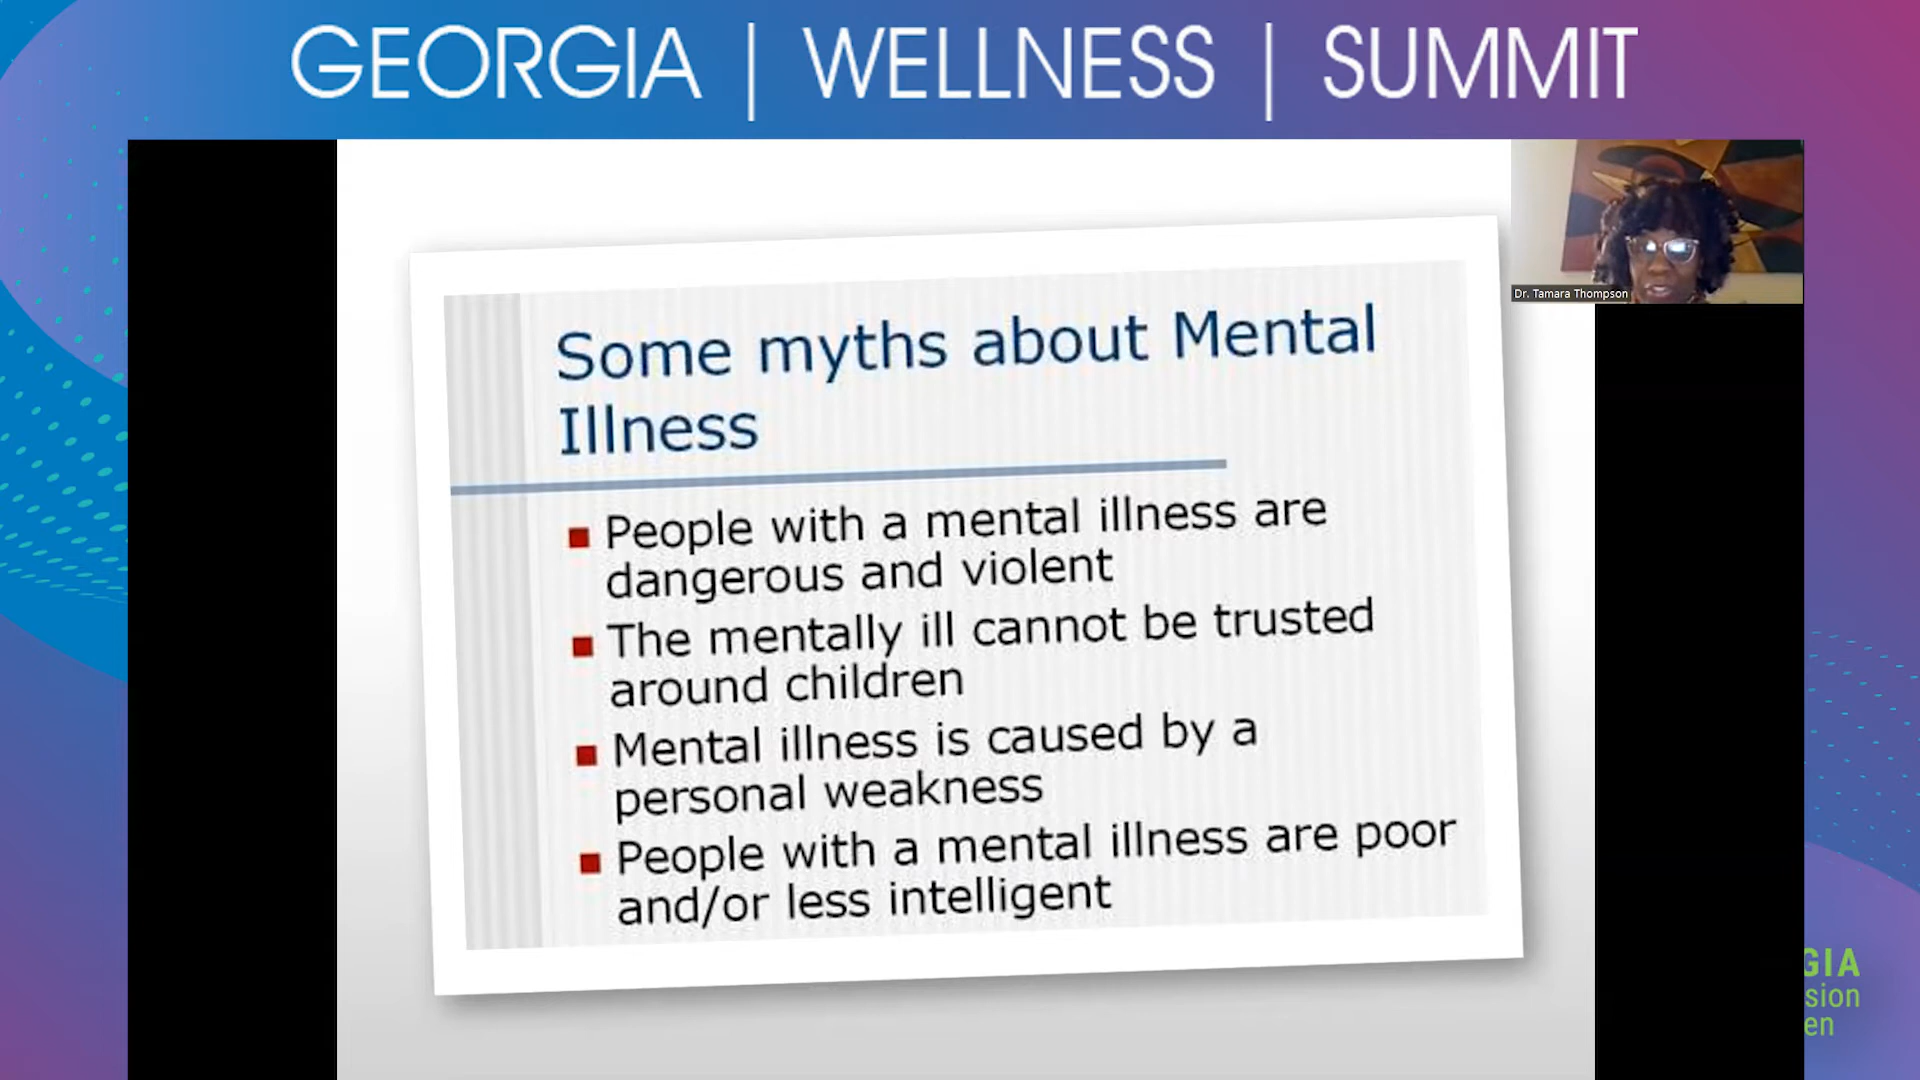 GEORGIA | WELLNESS | SUMMIT
Dr. Tamara Thompson
Some myths about Mental
Illness
People with a mental illness are
dangerous and violent
The mentally ill cannot be trusted
around children
Mental illness is caused by a
personal weakness
People with a mental illness are poor
and/or less intelligent
GIA
sion
en